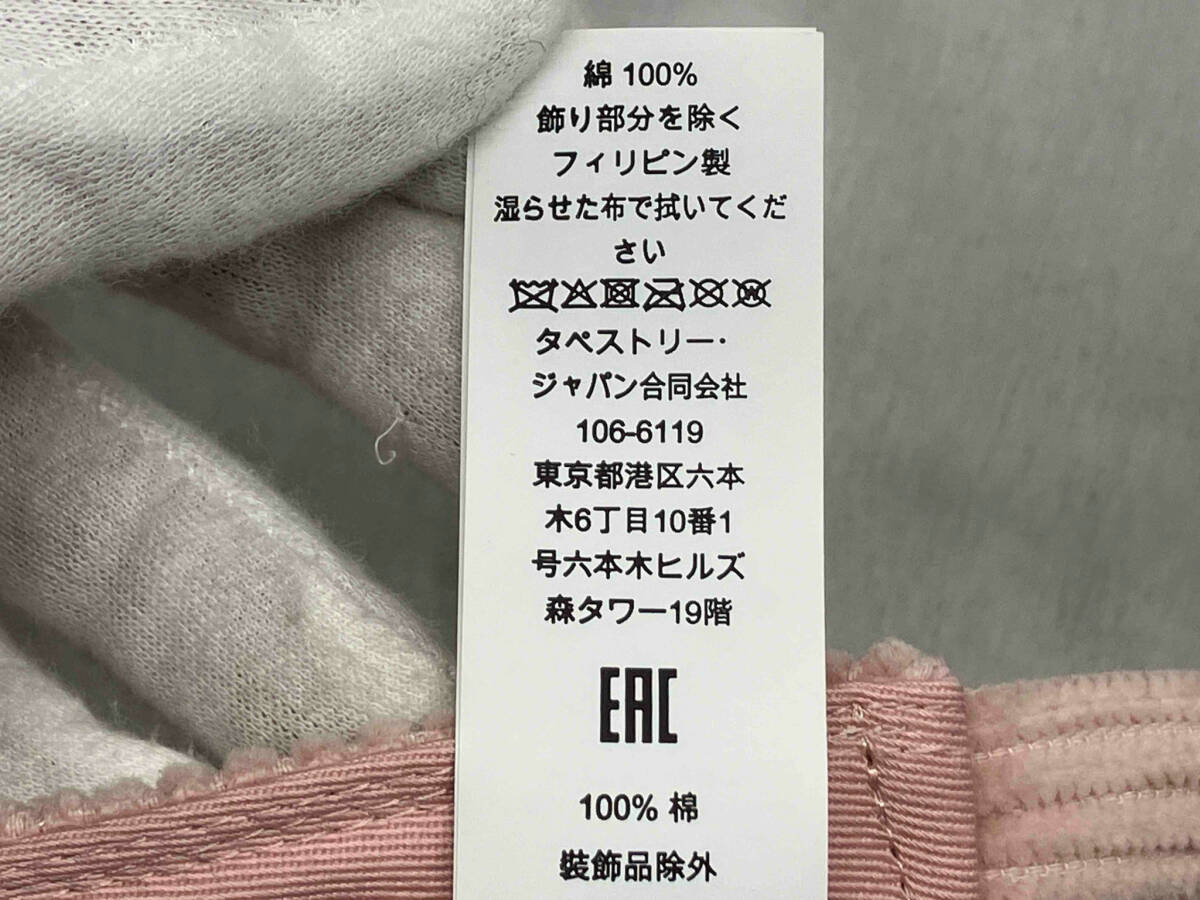 綿 100%
飾り部分を除く
フィリピン製
湿らせた布で拭いてくだ
さい
タペストリー·
ジャパン合同会社
106-6119
東京都港区六本
木6丁目10番1
号六本木ヒルズ
森タワー19階
EAC
100% 棉
裝飾品除外